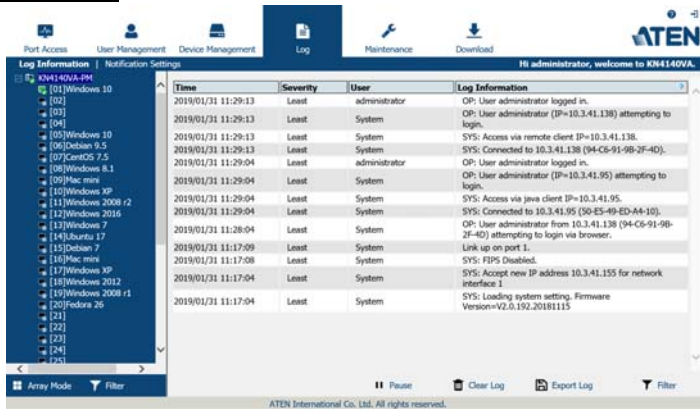 Port Access
User Management
Device Management
Log
Maintenance
Download
ATEN
Log Information | Notification Settings
Hi administrator, welcome to KN4140VA.
KN4140VA-PM
[01]Windows 10
[02]
[03]
[04]
[05]Windows 10
[06]Debian 9.5
[07]CentOS 7.5
[08]Windows 8.1
[09]Mac mini
[10]Windows XP
[11]Windows 2008 r2
[12]Windows 2016
[13]Windows 7
[14]Ubuntu 17
[15]Debian 7
[16]Mac mini
[17]Windows XP
[18]Windows 2012
[19]Windows 2008 r1
[20]Fedora 26
[21]
[22]
[23]
[24]
[25]
Array Mode
Filter
Time Severity User Log Information
2019/01/31 11:29:13 Least administrator OP: User administrator logged in.
2019/01/31 11:29:13 Least System OP: User administrator (IP=10.3.41.138) attempting to
login.
2019/01/31 11:29:13 Least System SYS: Access via remote client IP=10.3.41.138.
2019/01/31 11:29:13 Least System SYS: Connected to 10.3.41.138 (94-C6-91-9B-2F-4D).
2019/01/31 11:29:04 Least administrator OP: User administrator logged in.
2019/01/31 11:29:04 Least System OP: User administrator (IP=10.3.41.95) attempting to
login.
2019/01/31 11:29:04 Least System SYS: Access via java client IP=10.3.41.95.
2019/01/31 11:29:04 Least System SYS: Connected to 10.3.41.95 (50-E5-49-ED-A4-10).
2019/01/31 11:28:04 Least System OP: User administrator from 10.3.41.138 (94-C6-91-9B-
2F-4D) attempting to login via browser.
2019/01/31 11:17:09 Least System Link up on port 1.
2019/01/31 11:17:08 Least System SYS: FIPS Disabled.
2019/01/31 11:17:04 Least System SYS: Accept new IP address 10.3.41.155 for network
interface 1
2019/01/31 11:17:04 Least System SYS: Loading system setting. Firmware
Version=V2.0.192.20181115
Pause
Clear Log
Export Log
Filter
ATEN International Co. Ltd. All rights reserved.